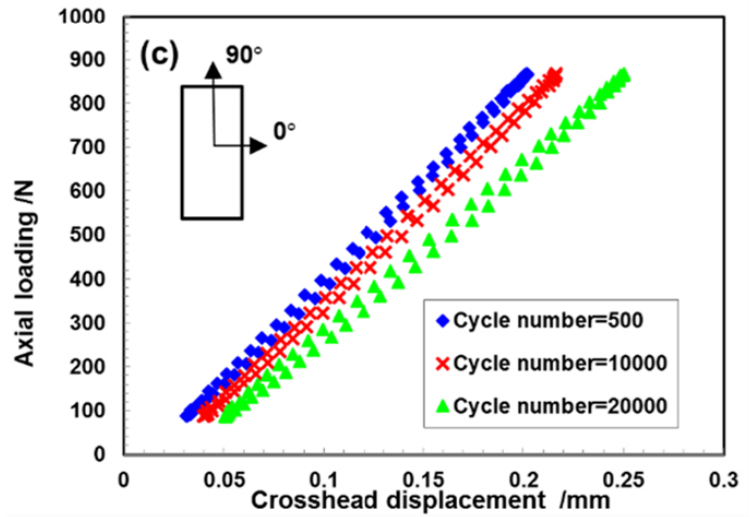 1000
900
800
700
600
500
400
300
200
100
0
Axial loading /N
(c)
90°
0°
Cycle number=500
Cycle number=10000
Cycle number=20000
0 0.05 0.1 0.15 0.2 0.25 0.3
Crosshead displacement /mm